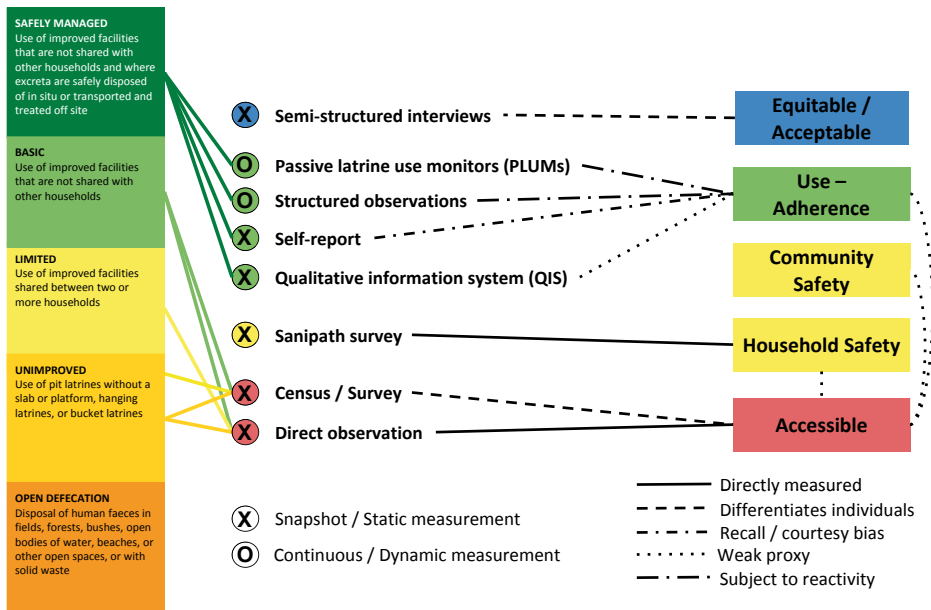 SAFELY MANAGED
Use of improved facilities
that are not shared with
other households and where
excreta are safely disposed
of in situ or transported and
treated off site
BASIC
Use of improved facilities
that are not shared with
other households
LIMITED
Use of improved facilities
shared between two or
more households
UNIMPROVED
Use of pit latrines without a
slab or platform, hanging
latrines, or bucket latrines
OPEN DEFECATION
Disposal of human faeces in
fields, forests, bushes, open
bodies of water, beaches, or
other open spaces, or with
solid waste
X Semi-structured interviews
O Passive latrine use monitors (PLUMs)
O Structured observations
X Self-report
X Qualitative information system (QIS)
X Sanipath survey
X Census / Survey
X Direct observation
X Snapshot / Static measurement
O Continuous / Dynamic measurement
Equitable /
Acceptable
Use –
Adherence
Community
Safety
Household Safety
Accessible
Directly measured
Differentiates individuals
Recall / courtesy bias
Weak proxy
Subject to reactivity